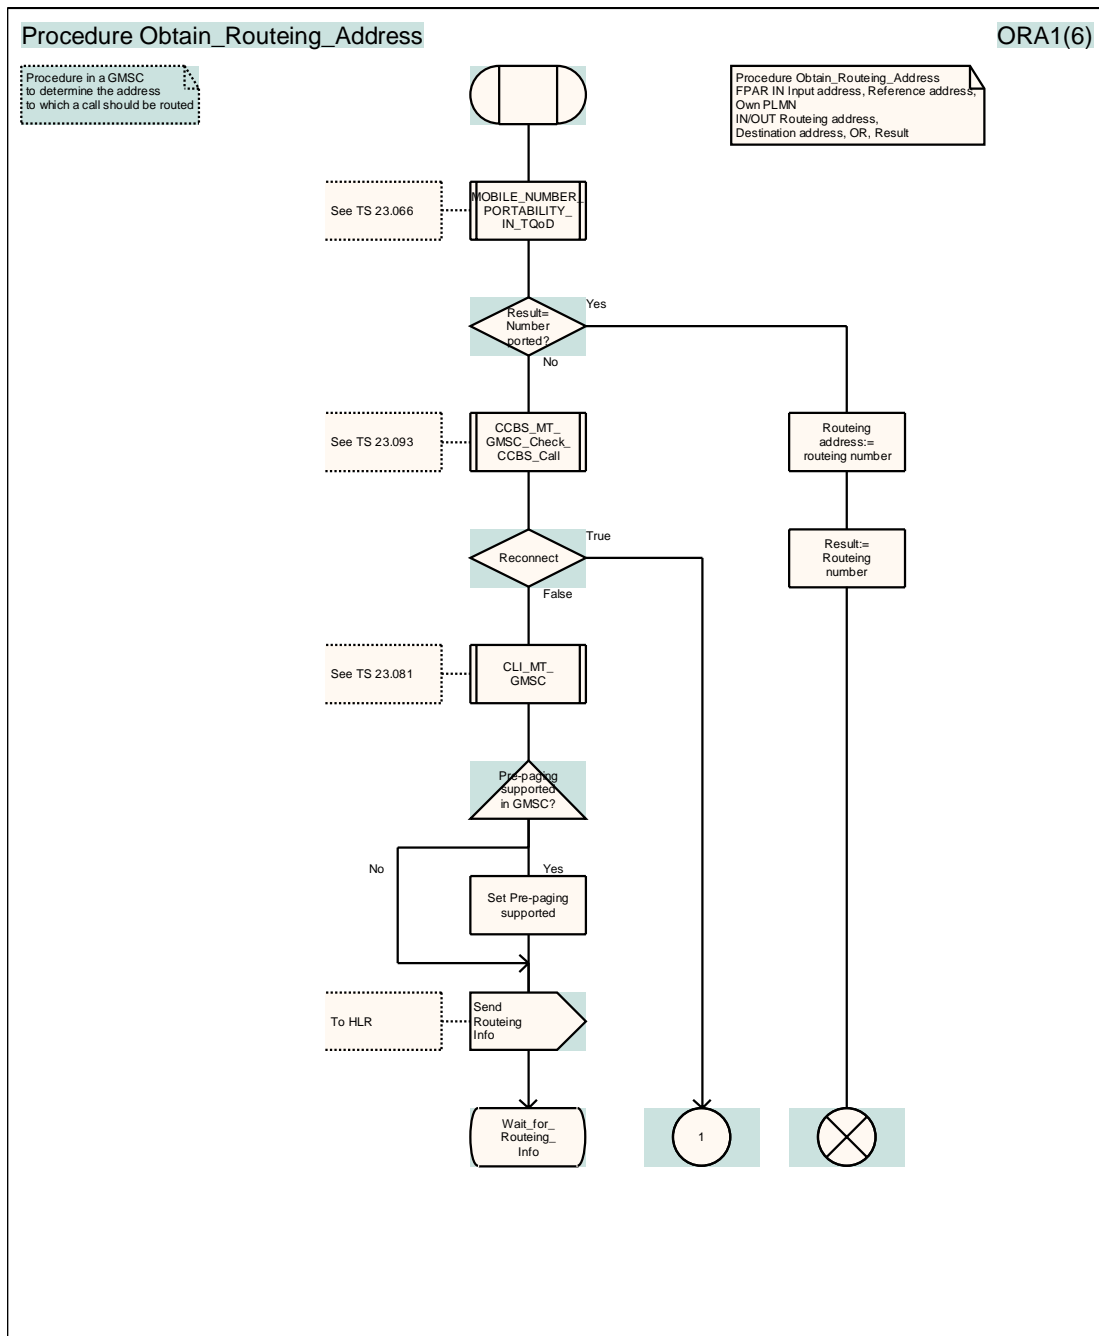 Procedure Obtain_Routeing_Address
ORA1(6)
Procedure in a GMSC
to determine the address
to which a call should be routed
Procedure Obtain_Routeing_Address
FPAR IN Input address, Reference address,
Own PLMN
IN/OUT Routeing address,
Destination address, OR, Result
See TS 23.066
MOBILE_NUMBER_
PORTABILITY_
IN_TQoD
Result=
Number
ported?
Yes
No
See TS 23.093
CCBS_MT_
GMSC_Check_
CCBS_Call
Routeing
address:=
routeing number
Reconnect
True
False
Result:=
Routeing
number
See TS 23.081
CLI_MT_
GMSC
Pre-paging
supported
in GMSC?
No
Yes
Set Pre-paging
supported
To HLR
Send
Routeing
Info
Wait_for_
Routeing_
Info
1